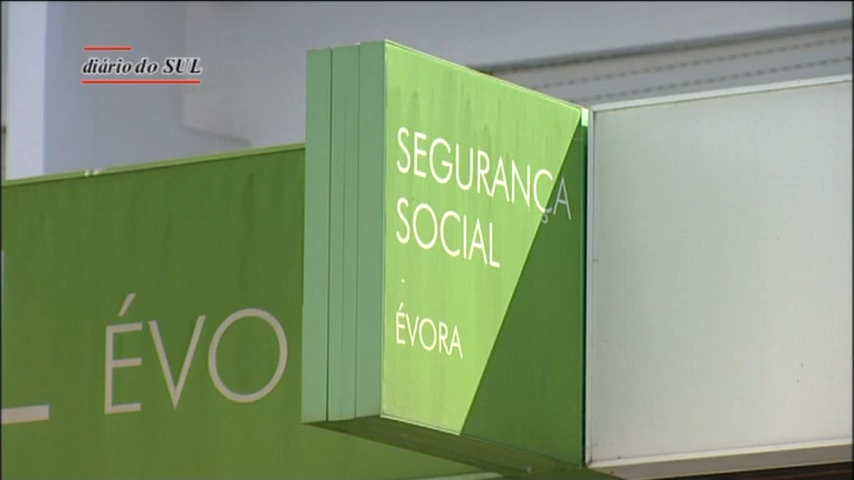 diário do SUL
SEGURANÇA
SOCIAL
ÉVORA
ÉVO